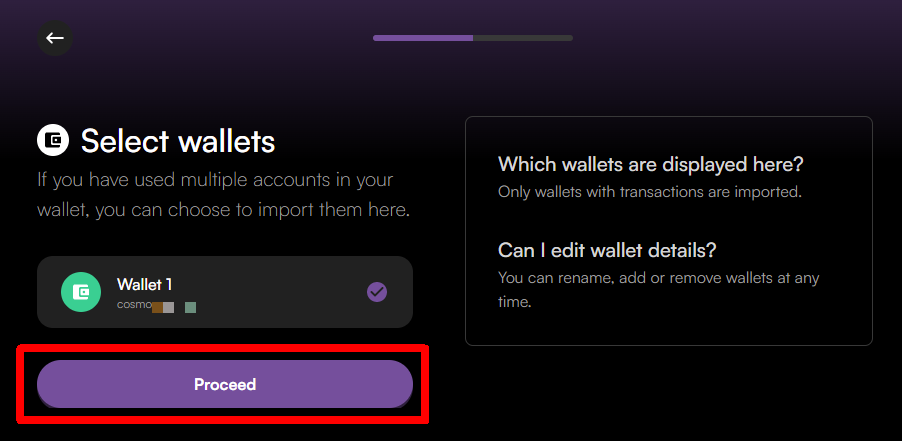 Select wallets
If you have used multiple accounts in your
wallet, you can choose to import them here.
Wallet 1
cosmo
Proceed
Which wallets are displayed here?
Only wallets with transactions are imported.
Can I edit wallet details?
You can rename, add or remove wallets at any
time.